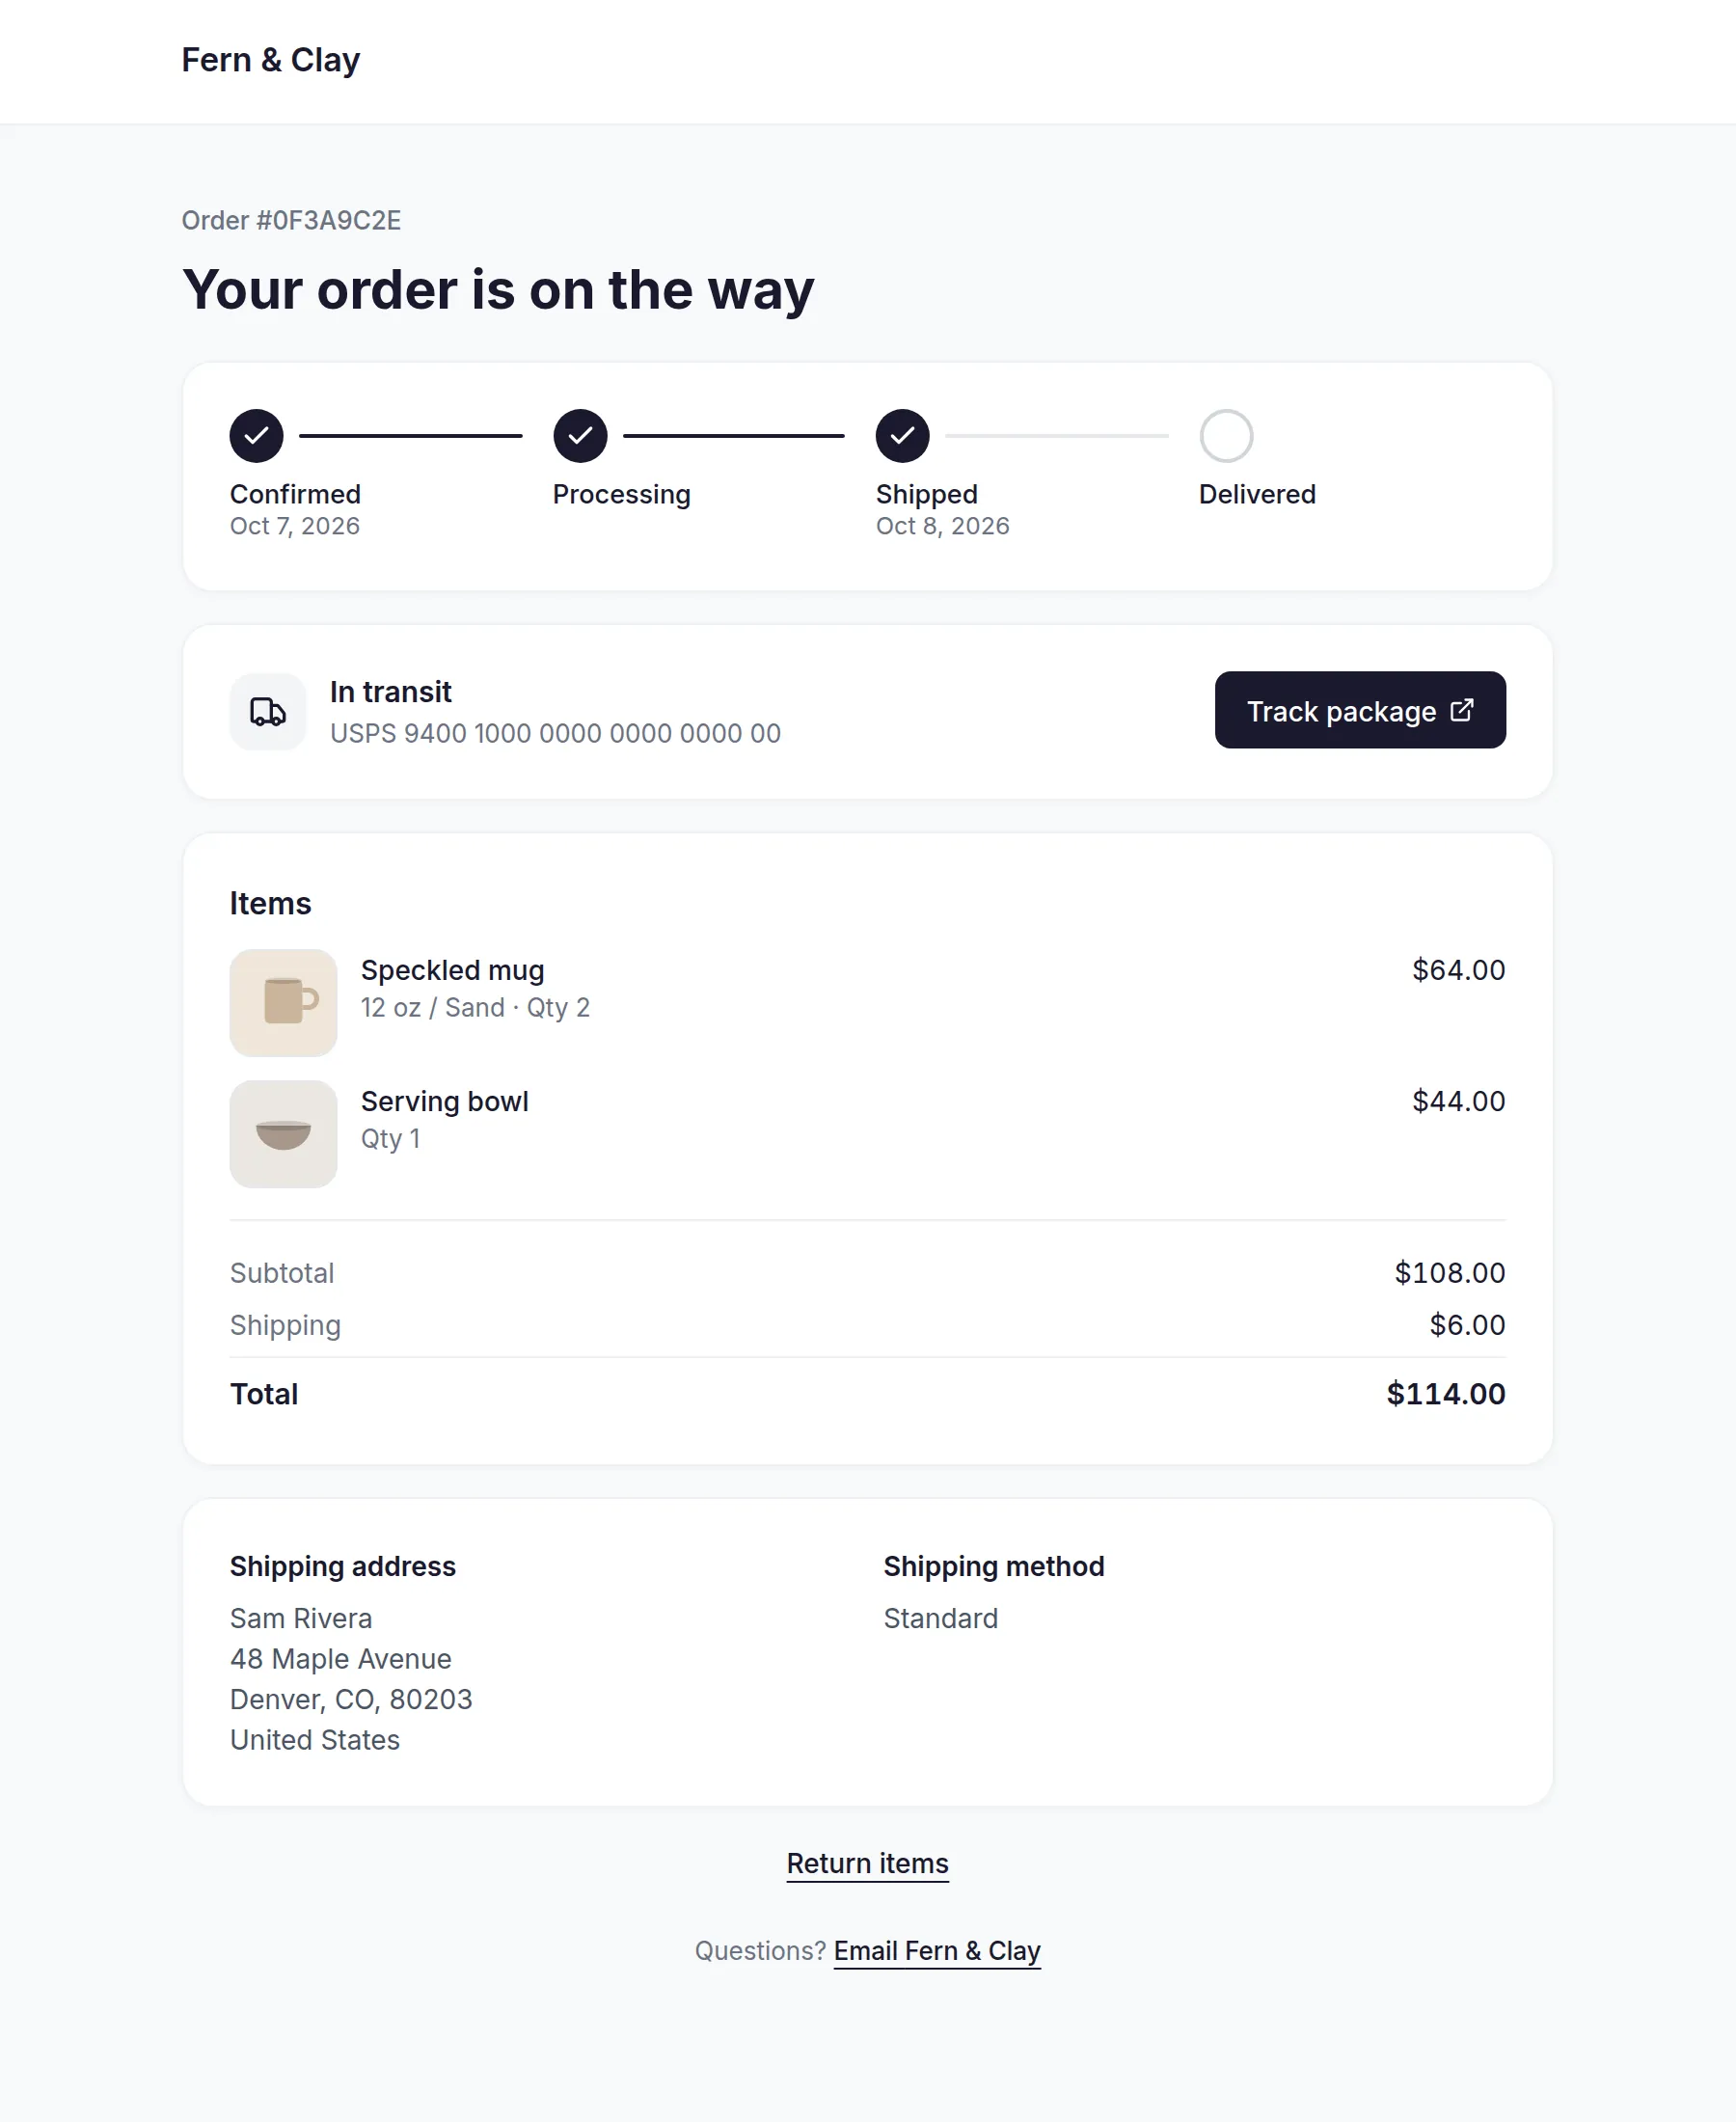 Fern & Clay
Order #0F3A9C2E
Your order is on the way
Confirmed
Oct 7, 2026
Processing
Shipped
Oct 8, 2026
Delivered
In transit
USPS 9400 1000 0000 0000 0000 00
Track package
Items
Speckled mug
$64.00
12 oz / Sand · Qty 2
Serving bowl
$44.00
Qty 1
Subtotal
$108.00
Shipping
$6.00
Total
$114.00
Shipping address
Sam Rivera
48 Maple Avenue
Denver, CO, 80203
United States
Shipping method
Standard
Return items
Questions? Email Fern & Clay